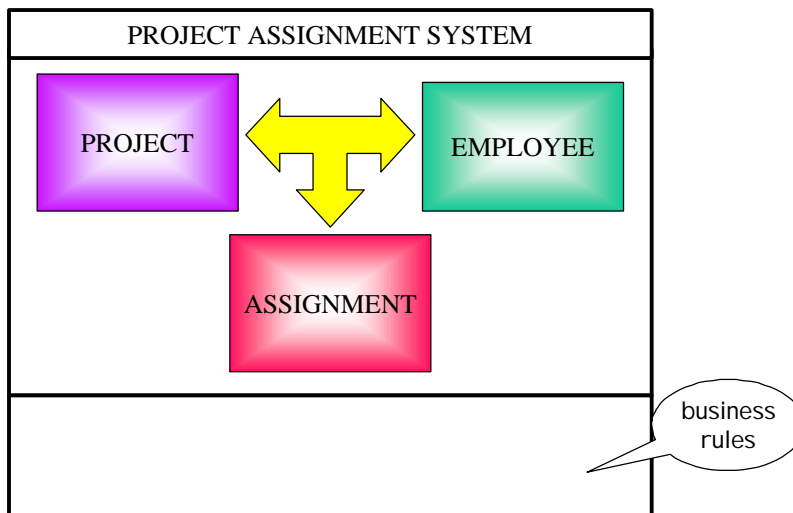 PROJECT ASSIGNMENT SYSTEM
PROJECT
EMPLOYEE
ASSIGNMENT
business
rules